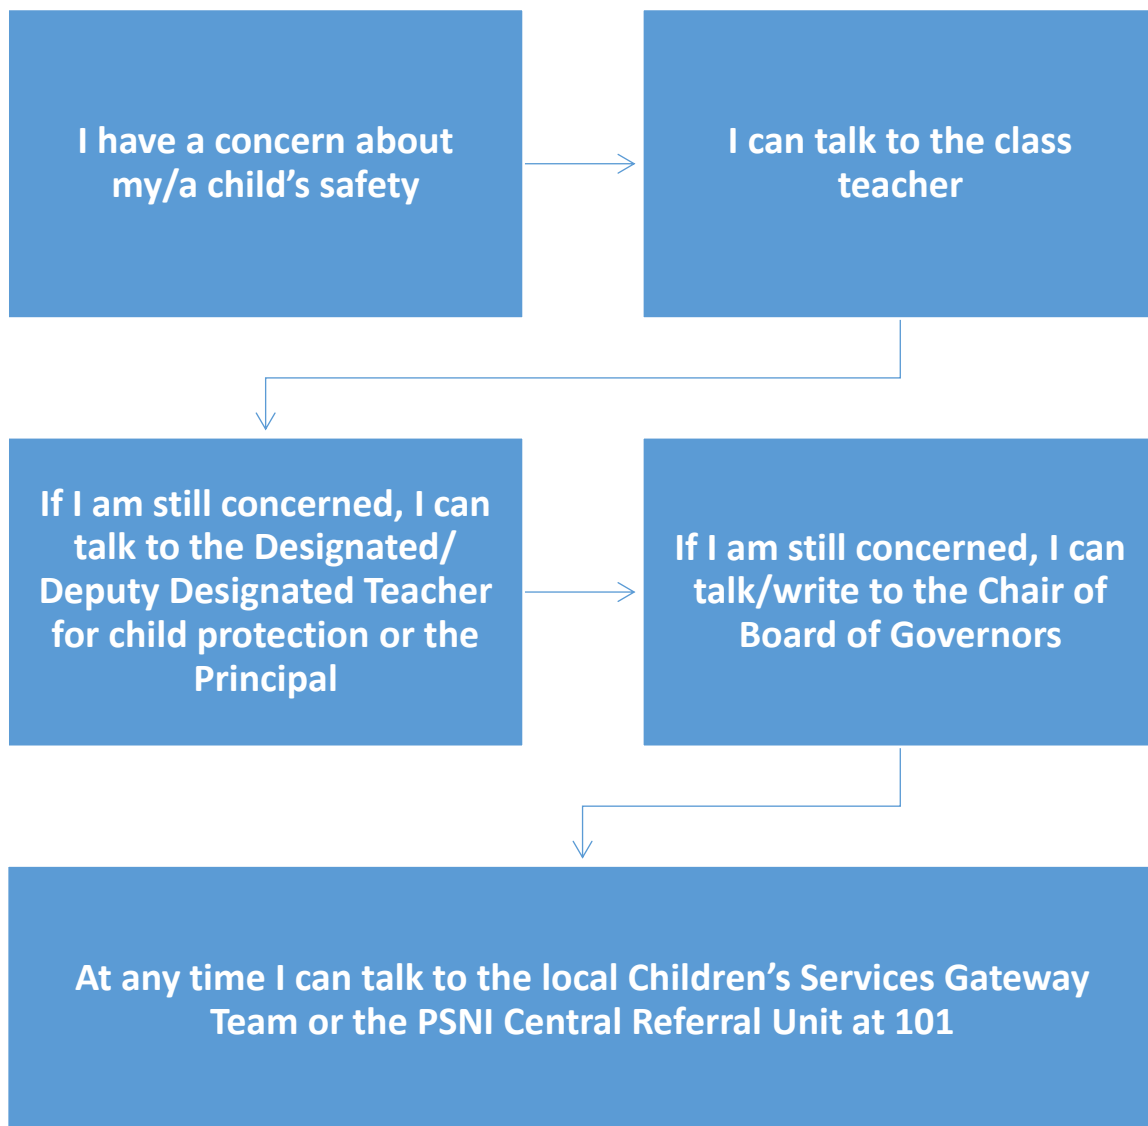 I have a concern about
my/a child’s safety
I can talk to the class
teacher
If I am still concerned, I can
talk to the Designated/
Deputy Designated Teacher
for child protection or the
Principal
If I am still concerned, I can
talk/write to the Chair of
Board of Governors
At any time I can talk to the local Children’s Services Gateway
Team or the PSNI Central Referral Unit at 101